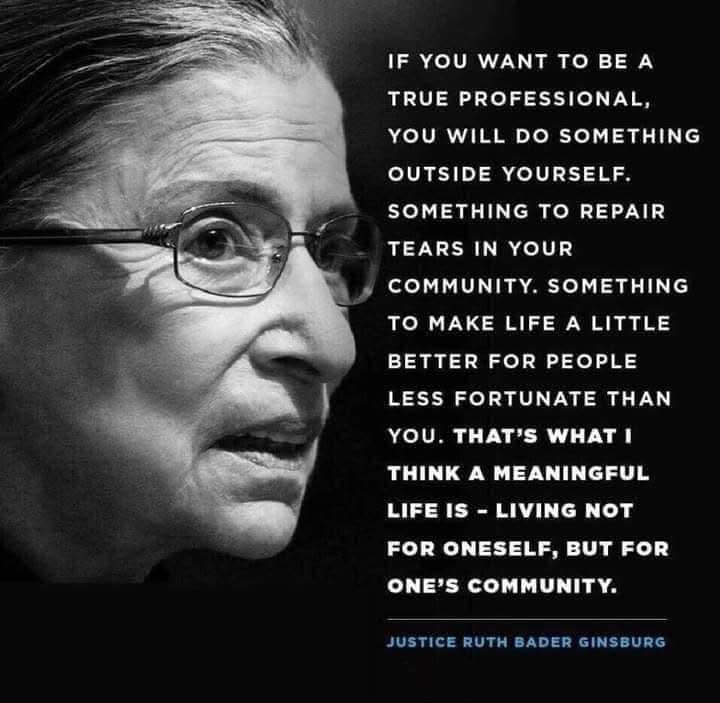 IF YOU WANT TO BE A
TRUE PROFESSIONAL,
YOU WILL DO SOMETHING
OUTSIDE YOURSELF.
SOMETHING TO REPAIR
TEARS IN YOUR
COMMUNITY. SOMETHING
TO MAKE LIFE A LITTLE
BETTER FOR PEOPLE
LESS FORTUNATE THAN
YOU. THAT’S WHAT I
THINK A MEANINGFUL
LIFE IS – LIVING NOT
FOR ONESELF, BUT FOR
ONE’S COMMUNITY.
JUSTICE RUTH BADER GINSBURG